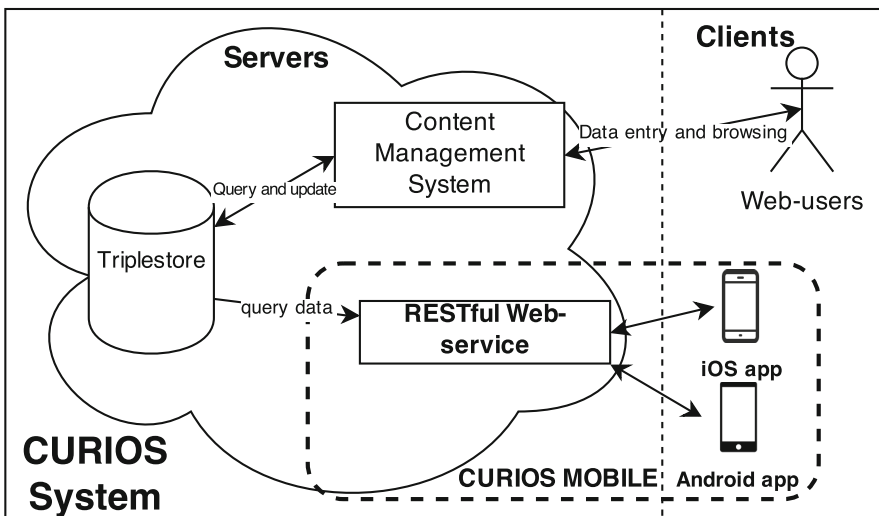 Servers
Clients
Content
Management
System
Data entry and browsing
Query and update
Web-users
Triplestore
query data
RESTful Web-
service
iOS app
CURIOS
System
CURIOS MOBILE
Android app